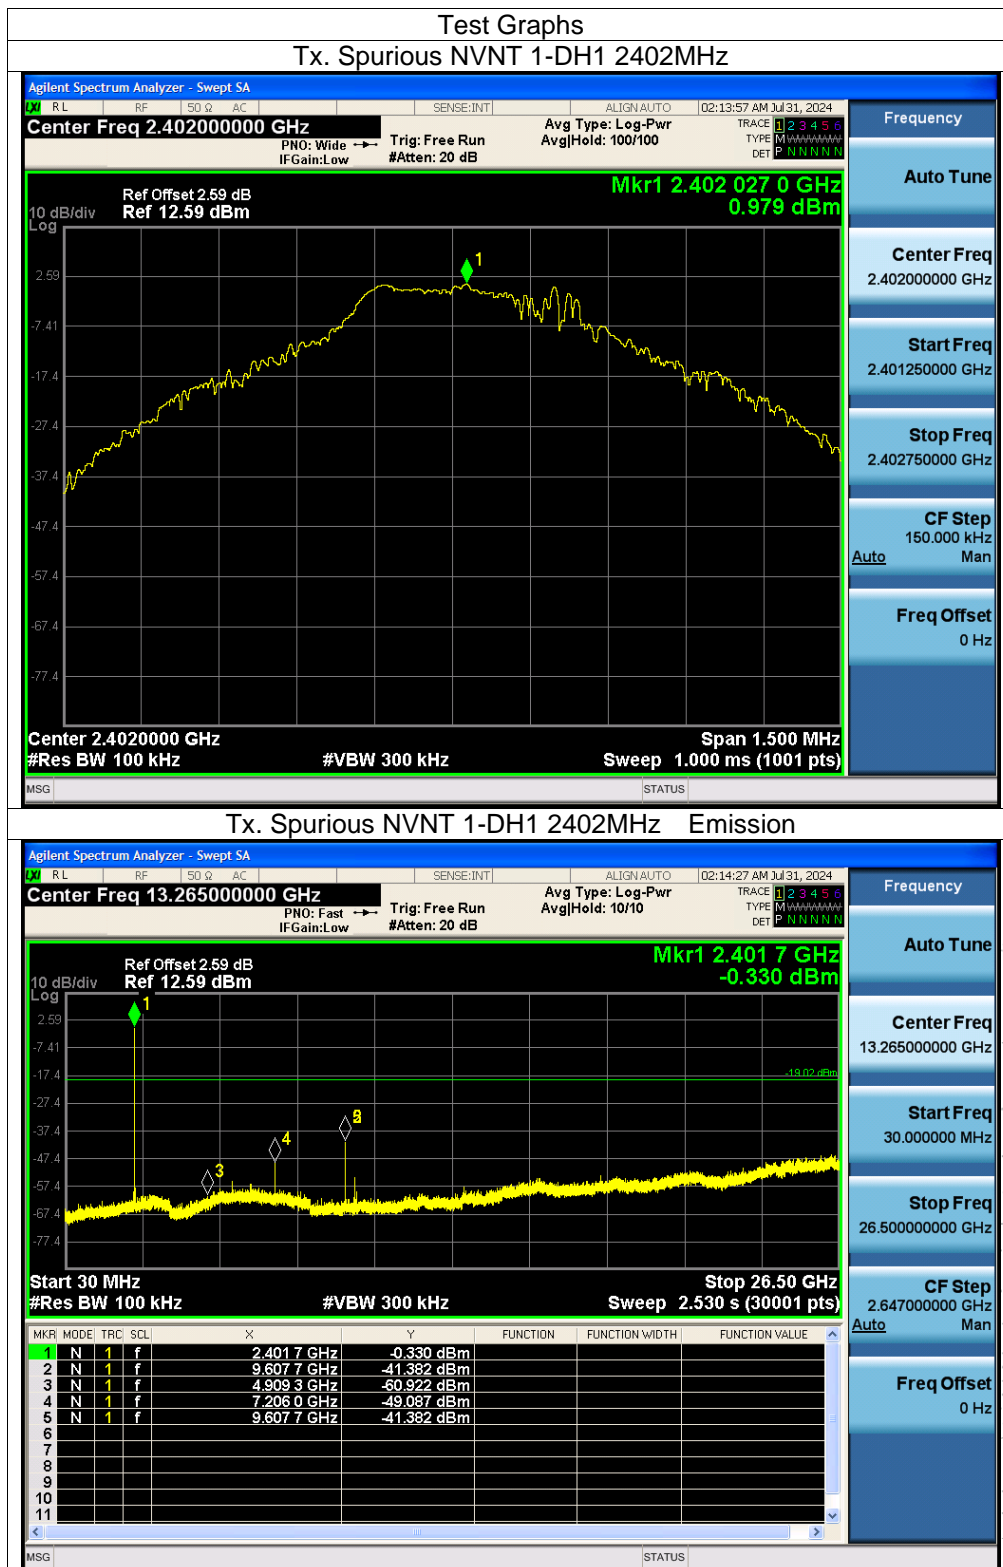 Test Graphs
Tx. Spurious NVNT 1-DH1 2402MHz
Agilent Spectrum Analyzer - Swept SA
LXI RL RF 50 Ω AC SENSE:INT ALIGN AUTO 02:13:57 AM Jul 31, 2024
Center Freq 2.402000000 GHz
PNO: Wide
IFGain:Low
Trig: Free Run
#Atten: 20 dB
Avg Type: Log-Pwr
Avg|Hold: 100/100
TRACE 1 2 3 4 5 6
TYPE M WWWWW
DET P N N N N N
Ref Offset 2.59 dB
10 dB/div Ref 12.59 dBm
Log
Mkr1 2.402 027 0 GHz
0.979 dBm
1
2.59
-7.41
-17.4
-27.4
-37.4
-47.4
-57.4
-67.4
-77.4
Center 2.4020000 GHz Span 1.500 MHz
#Res BW 100 kHz #VBW 300 kHz Sweep 1.000 ms (1001 pts)
MSG STATUS
Frequency
Auto Tune
Center Freq
2.402000000 GHz
Start Freq
2.401250000 GHz
Stop Freq
2.402750000 GHz
CF Step
150.000 kHz
Auto Man
Freq Offset
0 Hz
Tx. Spurious NVNT 1-DH1 2402MHz Emission
Agilent Spectrum Analyzer - Swept SA
LXI RL RF 50 Ω AC SENSE:INT ALIGN AUTO 02:14:27 AM Jul 31, 2024
Center Freq 13.265000000 GHz
PNO: Fast
IFGain:Low
Trig: Free Run
#Atten: 20 dB
Avg Type: Log-Pwr
Avg|Hold: 10/10
TRACE 1 2 3 4 5 6
TYPE M WWWWW
DET P N N N N N
Ref Offset 2.59 dB
10 dB/div Ref 12.59 dBm
Log
Mkr1 2.401 7 GHz
-0.330 dBm
1
2.59
-7.41
-17.4
-19.02 dBm
-27.4
-37.4
-47.4
4
-57.4
3
-67.4
-77.4
Start 30 MHz Stop 26.50 GHz
#Res BW 100 kHz #VBW 300 kHz Sweep 2.530 s (30001 pts)
MKR MODE TRC SCL X Y FUNCTION FUNCTION WIDTH FUNCTION VALUE
1 N 1 f 2.401 7 GHz -0.330 dBm
2 N 1 f 9.607 7 GHz -41.382 dBm
3 N 1 f 4.909 3 GHz -60.922 dBm
4 N 1 f 7.206 0 GHz -49.087 dBm
5 N 1 f 9.607 7 GHz -41.382 dBm
6
7
8
9
10
11
MSG STATUS
Frequency
Auto Tune
Center Freq
13.265000000 GHz
Start Freq
30.000000 MHz
Stop Freq
26.500000000 GHz
CF Step
2.647000000 GHz
Auto Man
Freq Offset
0 Hz